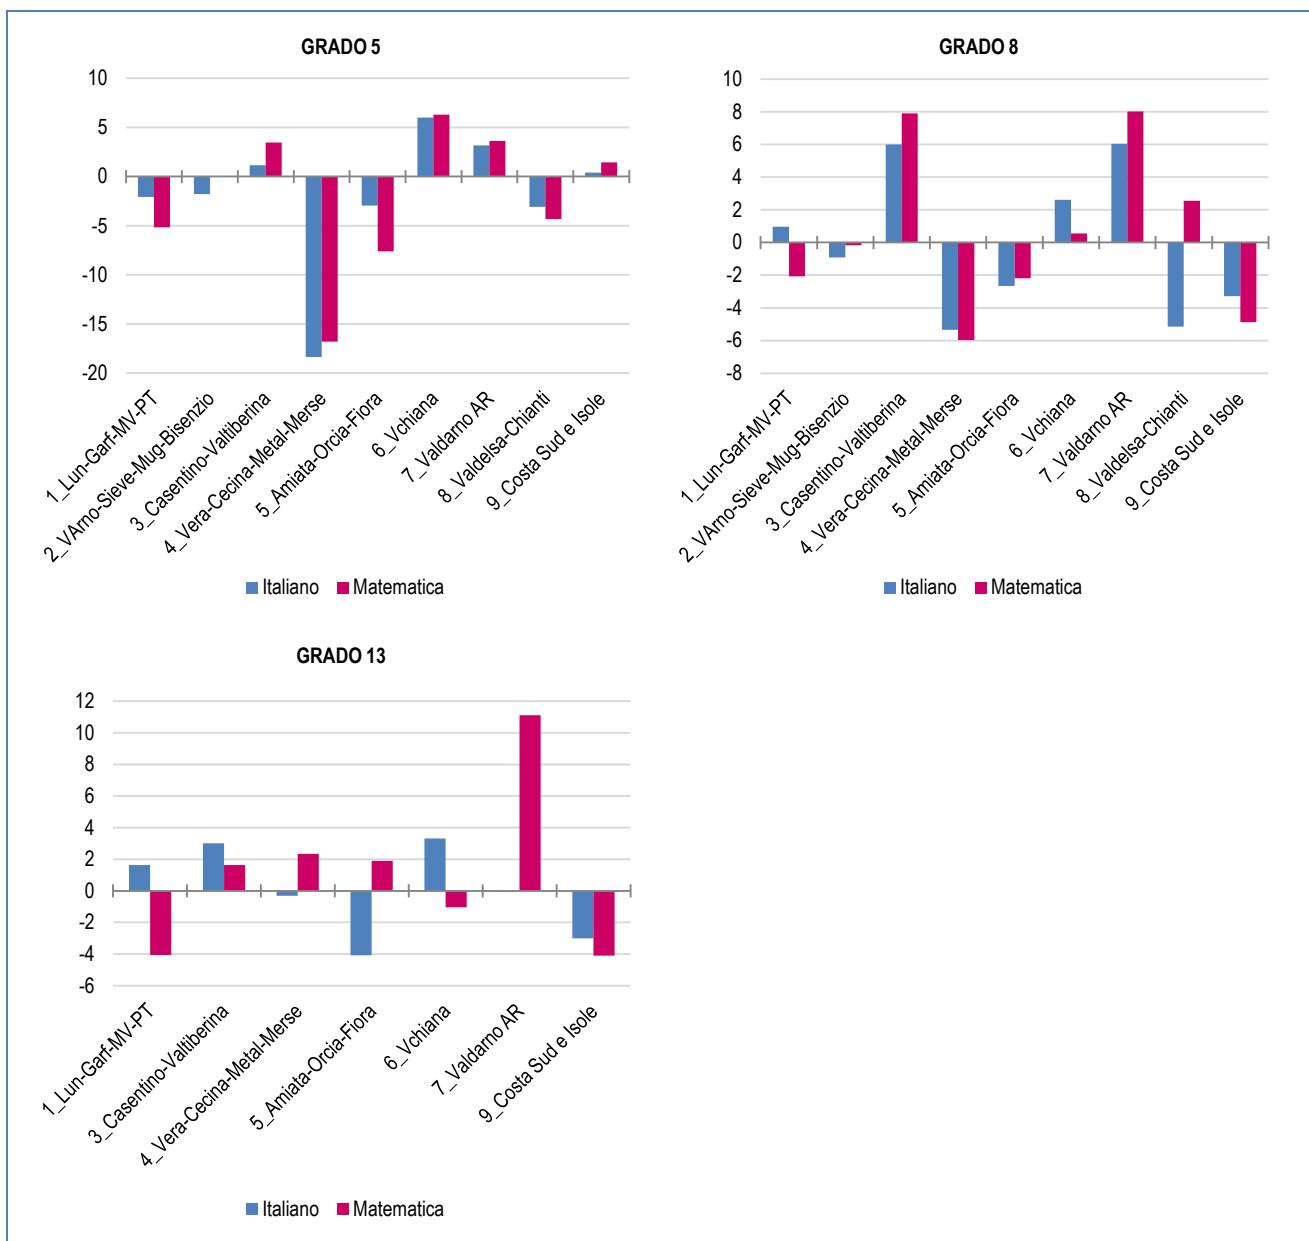 GRADO 5
10
5
0
-5
-10
-15
-20
1_Lun-Garf-MV-PT
2_VArno-Sieve-Mug-Bisenzio
3_Casentino-Valtiberina
4_Vera-Cecina-Metal-Merse
5_Amiata-Orcia-Fiora
6_Vchiana
7_Valdarno AR
8_Valdelsa-Chianti
9_Costa Sud e Isole
Italiano Matematica
GRADO 8
10
8
6
4
2
0
-2
-4
-6
-8
1_Lun-Garf-MV-PT
2_VArno-Sieve-Mug-Bisenzio
3_Casentino-Valtiberina
4_Vera-Cecina-Metal-Merse
5_Amiata-Orcia-Fiora
6_Vchiana
7_Valdarno AR
8_Valdelsa-Chianti
9_Costa Sud e Isole
Italiano Matematica
GRADO 13
12
10
8
6
4
2
0
-2
-4
-6
1_Lun-Garf-MV-PT
3_Casentino-Valtiberina
4_Vera-Cecina-Metal-Merse
5_Amiata-Orcia-Fiora
6_Vchiana
7_Valdarno AR
9_Costa Sud e Isole
Italiano Matematica